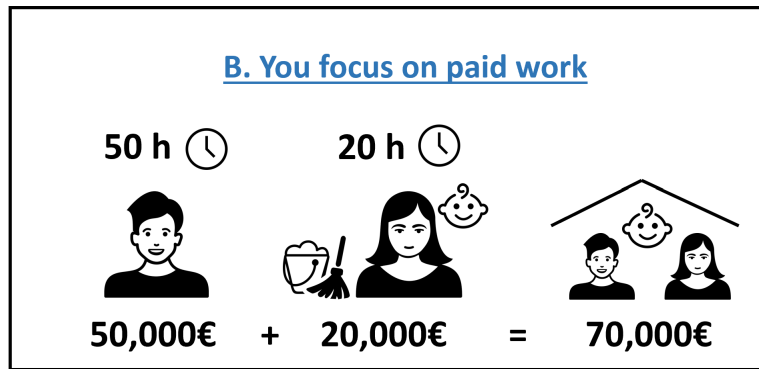 B. You focus on paid work
50 h 20 h
50,000€ + 20,000€ = 70,000€